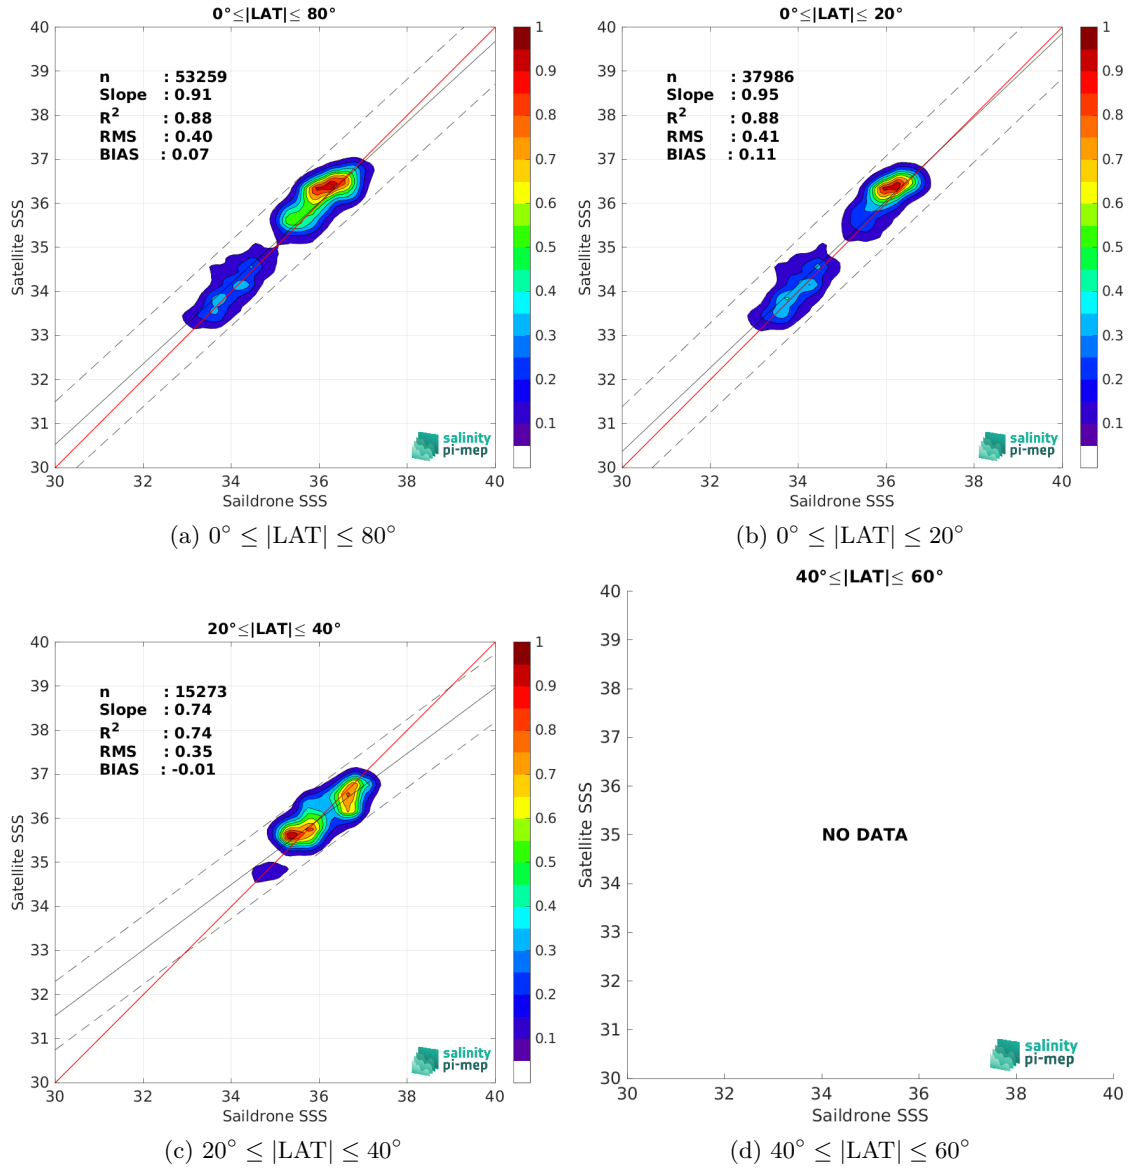 0°≤|LAT|≤ 80°
40
39
38
37
36
35
34
33
32
31
30
Satellite SSS
n : 53259
Slope : 0.91
R2 : 0.88
RMS : 0.40
BIAS : 0.07
salinity
pi-mep
30 32 34 36 38 40
Saildrone SSS
1
0.9
0.8
0.7
0.6
0.5
0.4
0.3
0.2
0.1
(a) 0° ≤ |LAT| ≤ 80°
0°≤|LAT|≤ 20°
40
39
38
37
36
35
34
33
32
31
30
Satellite SSS
n : 37986
Slope : 0.95
R2 : 0.88
RMS : 0.41
BIAS : 0.11
salinity
pi-mep
30 32 34 36 38 40
Saildrone SSS
1
0.9
0.8
0.7
0.6
0.5
0.4
0.3
0.2
0.1
(b) 0° ≤ |LAT| ≤ 20°
20°≤|LAT|≤ 40°
40
39
38
37
36
35
34
33
32
31
30
Satellite SSS
n : 15273
Slope : 0.74
R2 : 0.74
RMS : 0.35
BIAS : -0.01
salinity
pi-mep
30 32 34 36 38 40
Saildrone SSS
1
0.9
0.8
0.7
0.6
0.5
0.4
0.3
0.2
0.1
(c) 20° ≤ |LAT| ≤ 40°
40°≤|LAT|≤ 60°
40
39
38
37
36
35
34
33
32
31
30
Satellite SSS
NO DATA
salinity
pi-mep
30 32 34 36 38 40
Saildrone SSS
(d) 40° ≤ |LAT| ≤ 60°